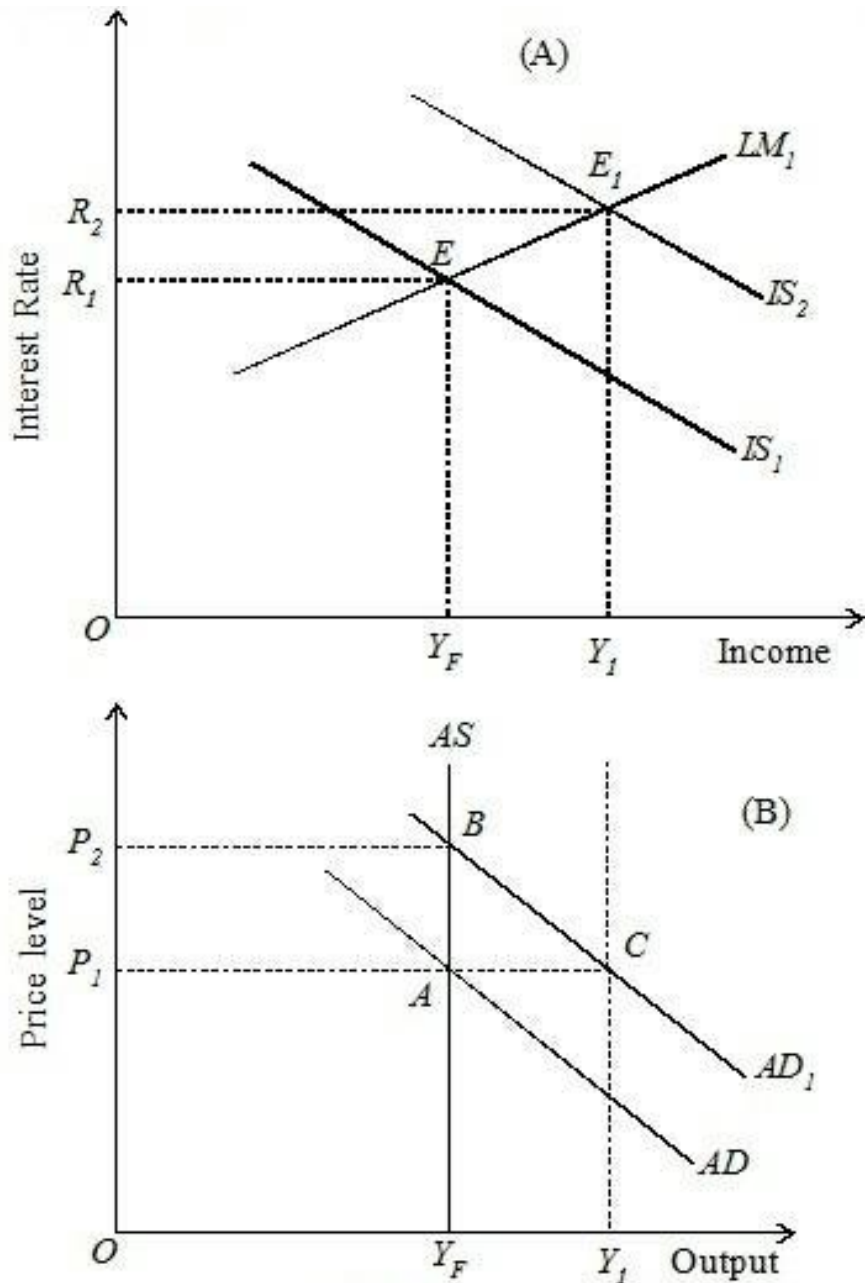 (A)
LM1
E1
R2
E
R1
IS2
Interest Rate
IS1
O
YF
Y1
Income
AS
(B)
B
P2
C
P1
A
Price level
AD1
AD
O
YF
Y1
Output